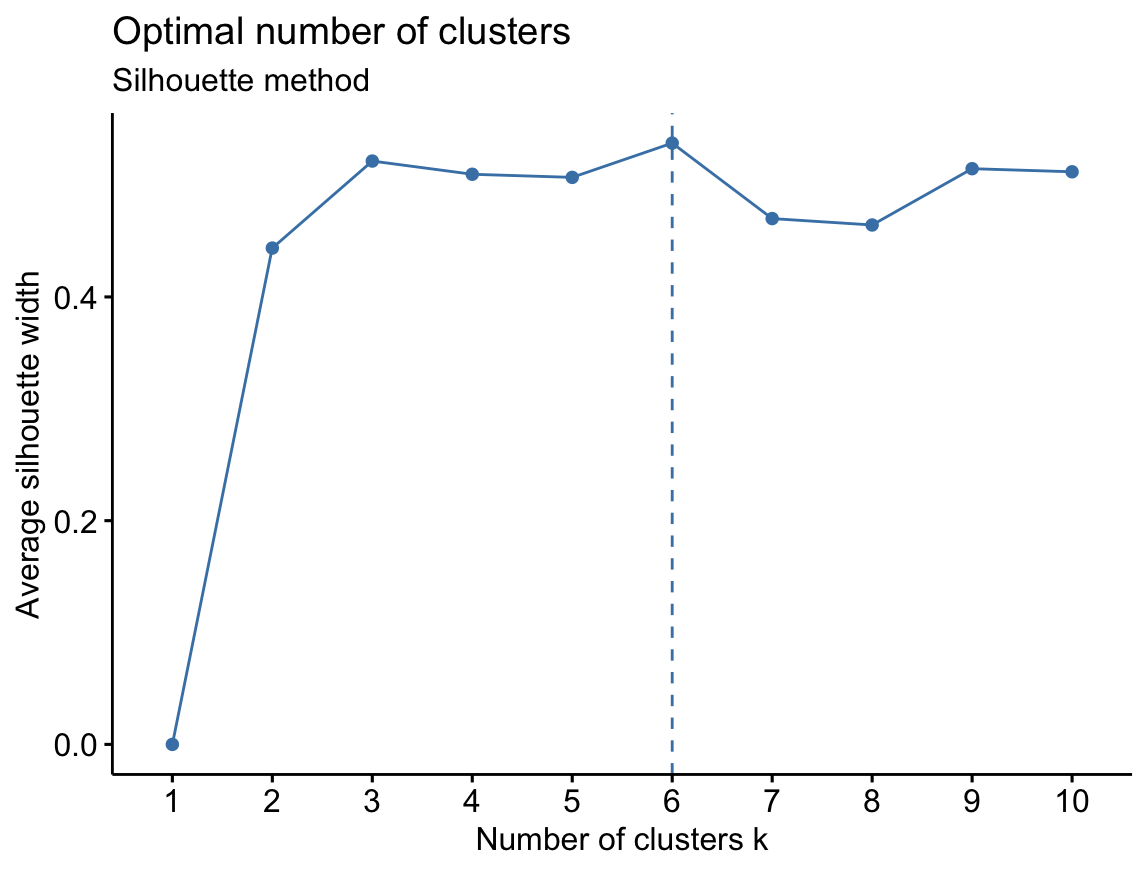 Optimal number of clusters
Silhouette method
Average silhouette width
0.4
0.2
0.0
1 2 3 4 5 6 7 8 9 10
Number of clusters k